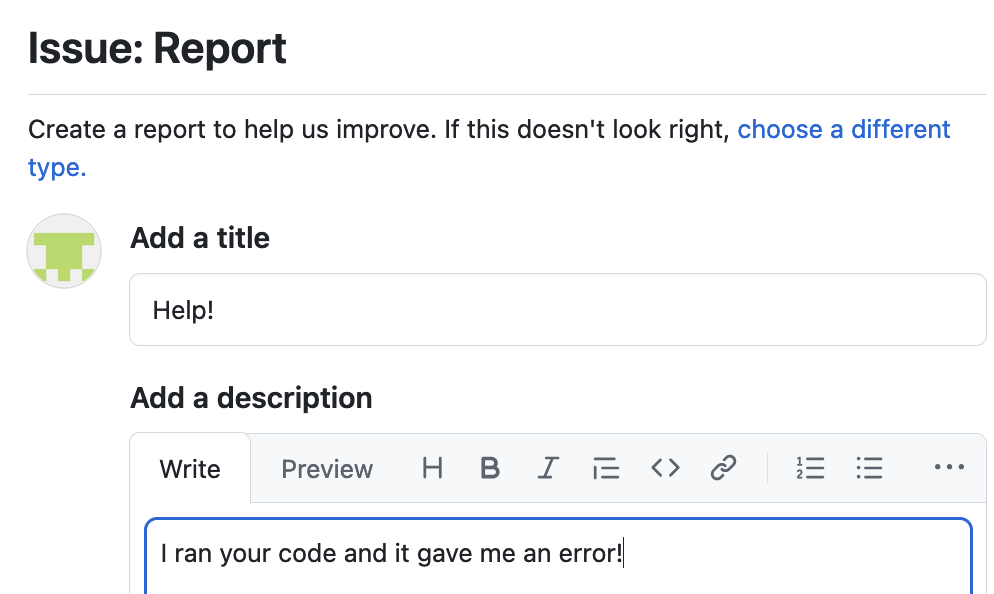 Issue: Report
Create a report to help us improve. If this doesn't look right, choose a different
type.
Add a title
Help!
Add a description
Write Preview H B I <> ...
I ran your code and it gave me an error!